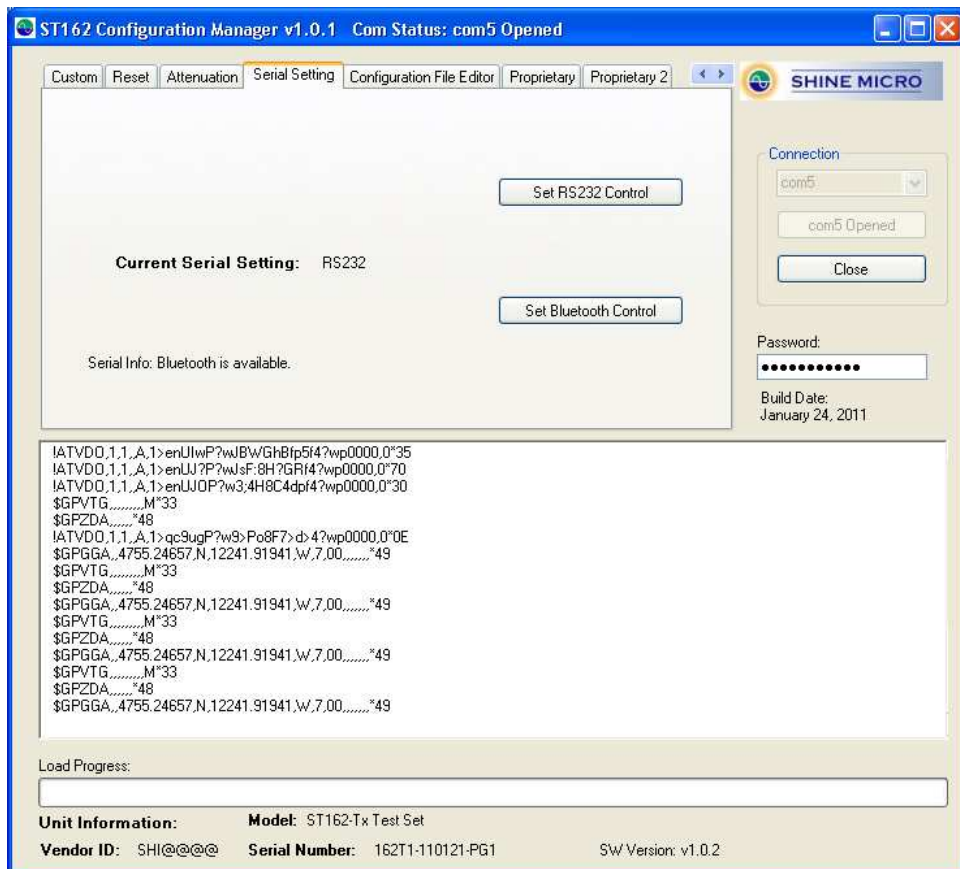 ST162 Configuration Manager v1.0.1 Com Status: com5 Opened
Custom Reset Attenuation Serial Setting Configuration File Editor Proprietary Proprietary 2
SHINE MICRO
Set RS232 Control
Current Serial Setting: RS232
Set Bluetooth Control
Serial Info: Bluetooth is available.
Connection
com5
com5 Opened
Close
Password:
Build Date:
January 24, 2011
!ATVDO,1,1,,A,1>enUIwP?wJBWGhBfp5f4?wp0000,0*35
!ATVDO,1,1,,A,1>enUJ?P?wJsF:8H?GRf4?wp0000,0*70
!ATVDO,1,1,,A,1>enUJOP?w3;4H8C4dpf4?wp0000,0*30
$GPVTG,,,,,,,,,M*33
$GPZDA,,,,,,*48
!ATVDO,1,1,,A,1>qc9ugP?w9>Po8F7>d>4?wp0000,0*0E
$GPGGA,,4755.24657,N,12241.91941,W,7,00,,,,,,,*49
$GPVTG,,,,,,,,,M*33
$GPZDA,,,,,,*48
$GPGGA,,4755.24657,N,12241.91941,W,7,00,,,,,,,*49
$GPVTG,,,,,,,,,M*33
$GPZDA,,,,,,*48
$GPGGA,,4755.24657,N,12241.91941,W,7,00,,,,,,,*49
$GPVTG,,,,,,,,,M*33
$GPZDA,,,,,,*48
$GPGGA,,4755.24657,N,12241.91941,W,7,00,,,,,,,*49
Load Progress:
Unit Information: Model: ST162-Tx Test Set
Vendor ID: SHI@@@@ Serial Number: 162T1-110121-PG1 SW Version: v1.0.2